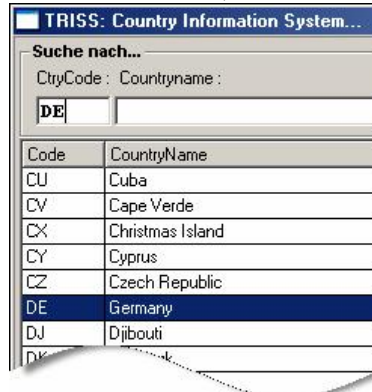 TRISS: Country Information System...
Suche nach...
CtryCode : Countryname :
DE
Code CountryName
CU Cuba
CV Cape Verde
CX Christmas Island
CY Cyprus
CZ Czech Republic
DE Germany
DJ Djibouti